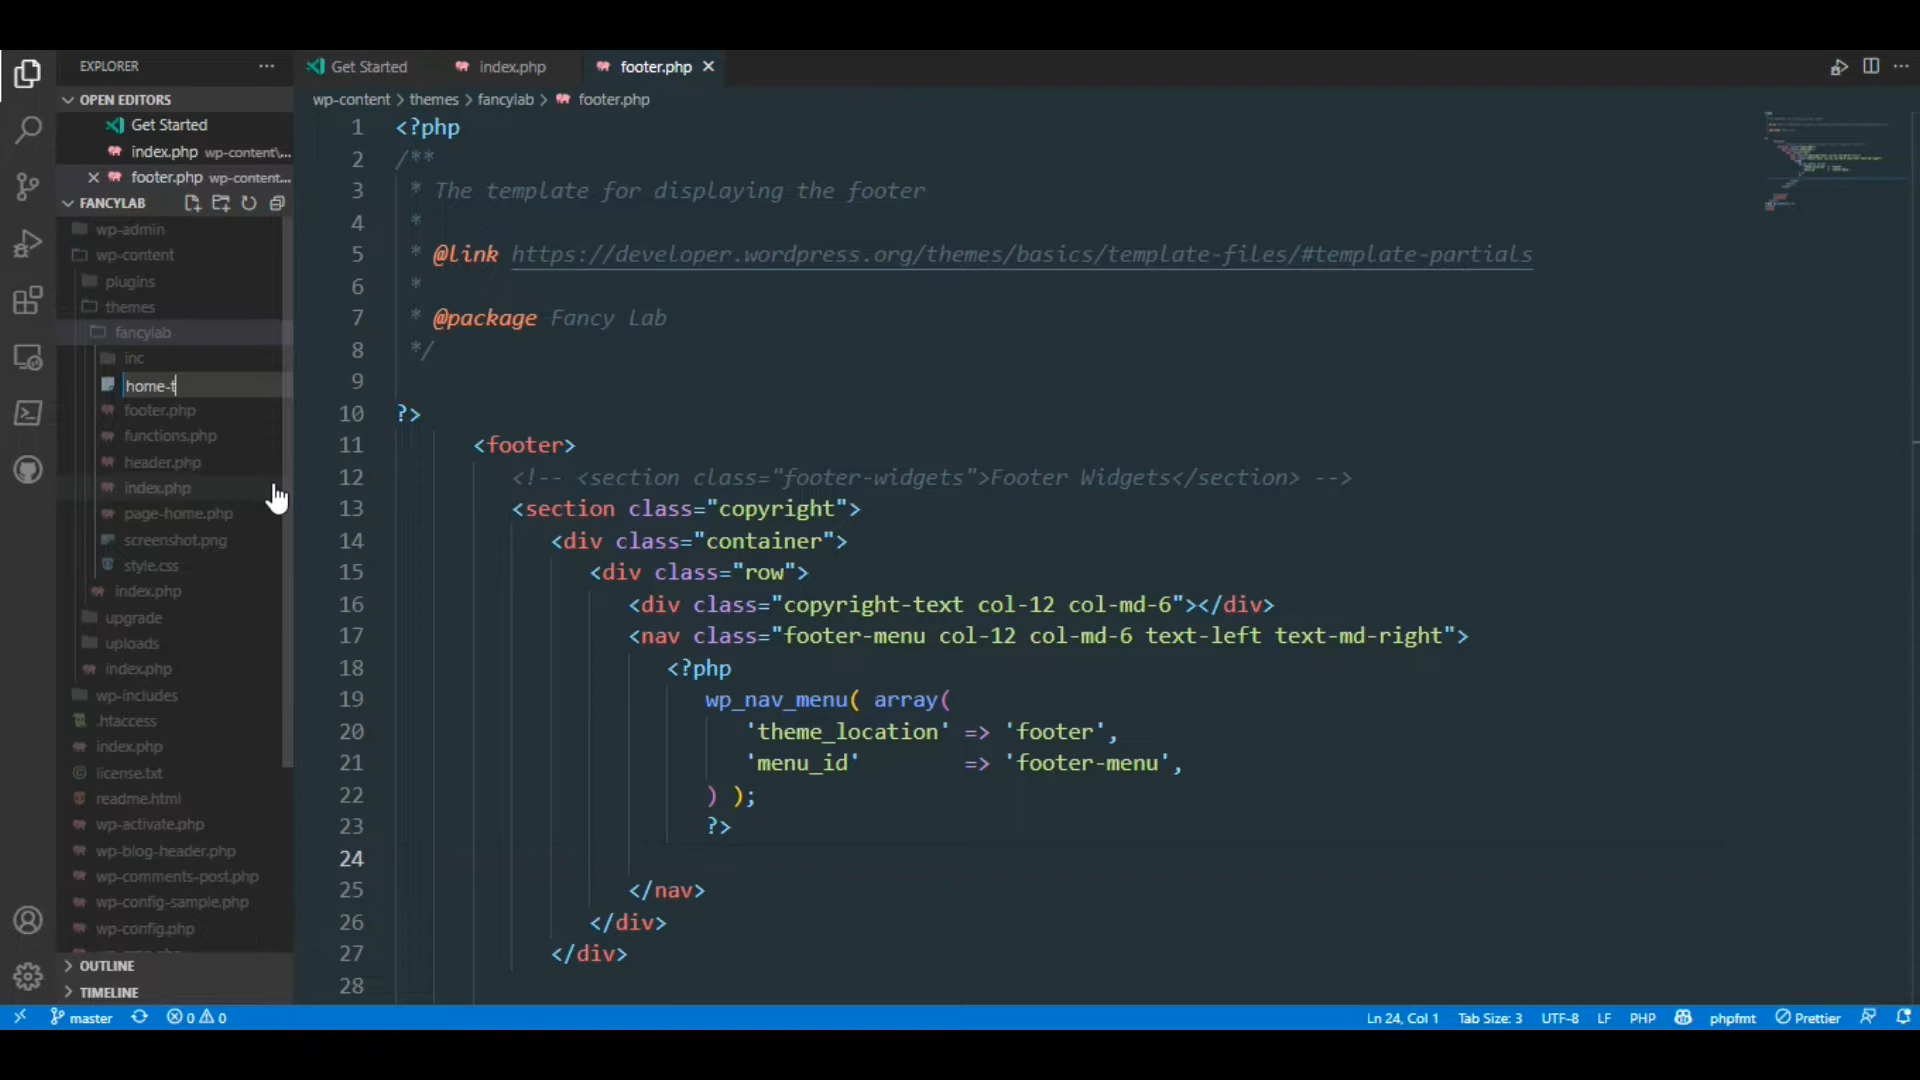 EXPLORER
OPEN EDITORS
Get Started
index.php wp-content\...
footer.php wp-content...
FANCYLAB
wp-admin
wp-content
plugins
themes
fancylab
inc
home-t
footer.php
functions.php
header.php
index.php
page-home.php
screenshot.png
style.css
index.php
upgrade
uploads
index.php
wp-includes
.htaccess
index.php
license.txt
readme.html
wp-activate.php
wp-blog-header.php
wp-comments-post.php
wp-config-sample.php
wp-config.php
OUTLINE
TIMELINE
Get Started index.php footer.php
wp-content > themes > fancylab > footer.php
1 <?php
2 /**
3 * The template for displaying the footer
4 *
5 * @link https://developer.wordpress.org/themes/basics/template-files/#template-partials
6 *
7 * @package Fancy Lab
8 */
9
10 ?>
11 <footer>
12 <!-- <section class="footer-widgets">Footer Widgets</section> -->
13 <section class="copyright">
14 <div class="container">
15 <div class="row">
16 <div class="copyright-text col-12 col-md-6"></div>
17 <nav class="footer-menu col-12 col-md-6 text-left text-md-right">
18 <?php
19 wp_nav_menu( array(
20 'theme_location' => 'footer',
21 'menu_id' => 'footer-menu',
22 ) );
23 ?>
24
25 </nav>
26 </div>
27 </div>
28
master 0 0 Ln 24, Col 1 Tab Size: 3 UTF-8 LF PHP phpfmt Prettier